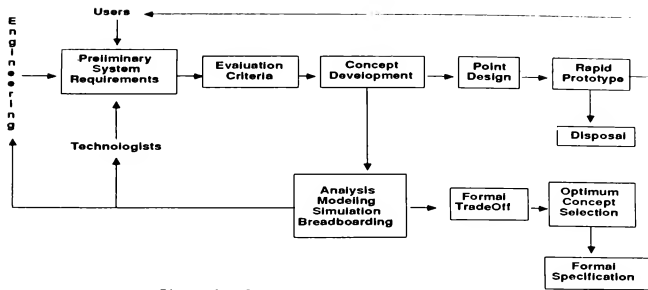 Users
Engineering
Preliminary
System
Requirements
Evaluation
Criteria
Concept
Development
Point
Design
Rapid
Prototype
Disposal
Technologists
Analysis
Modeling
Simulation
Breadboarding
Formal
TradeOff
Optimum
Concept
Selection
Formal
Specification